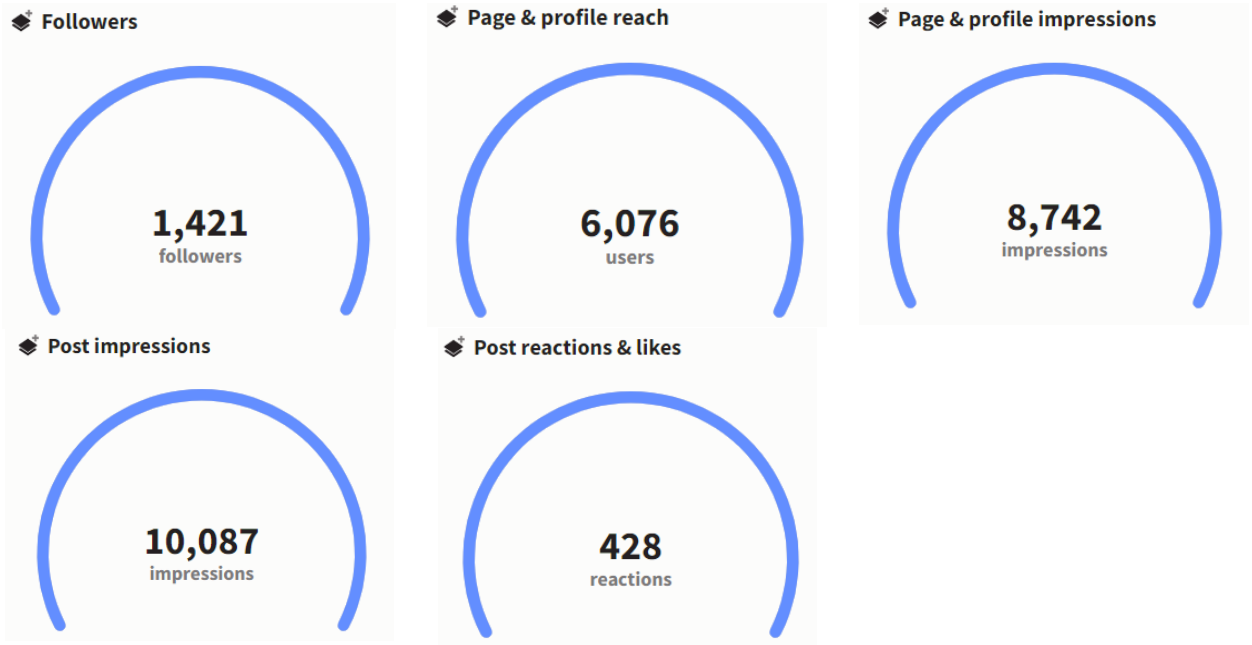 Followers
1,421
followers
Page & profile reach
6,076
users
Page & profile impressions
8,742
impressions
Post impressions
10,087
impressions
Post reactions & likes
428
reactions